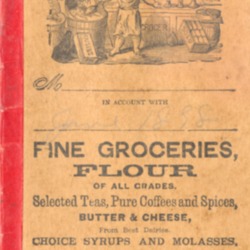 M
IN ACCOUNT WITH
FINE GROCERIES,
FLOUR
OF ALL GRADES.
Selected Teas, Pure Coffees and Spices,
BUTTER & CHEESE,
From Best Dairies.
CHOICE SYRUPS AND MOLASSES.